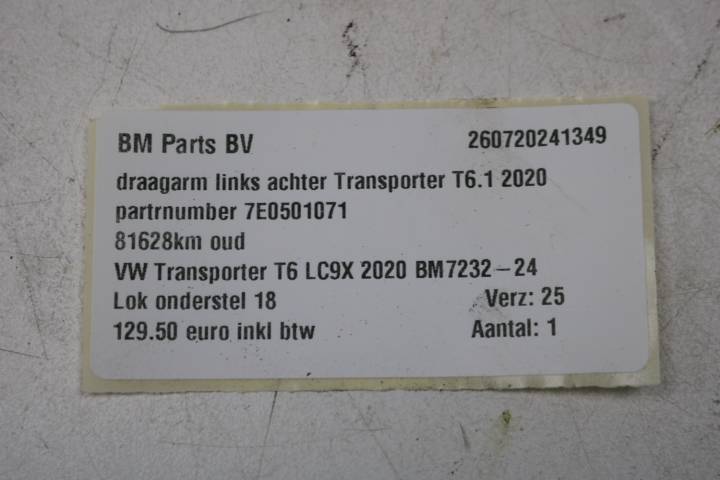 BM Parts BV 260720241349
draagarm links achter Transporter T6.1 2020
partrnumber 7E0501071
81628km oud
VW Transporter T6 LC9X 2020 BM7232-24
Lok onderstel 18 Verz: 25
129.50 euro inkl btw Aantal: 1